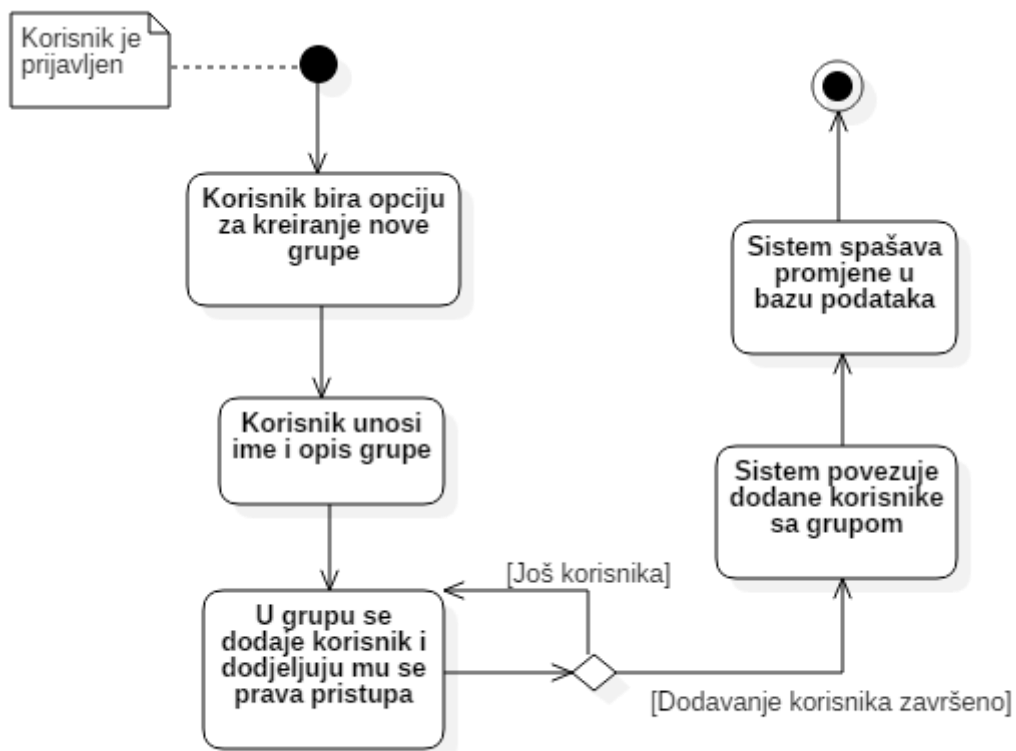 Korisnik je
prijavljen
Korisnik bira opciju
za kreiranje nove
grupe
Korisnik unosi
ime i opis grupe
U grupu se
dodaje korisnik i
dodjeljuju mu se
prava pristupa
[Još korisnika]
[Dodavanje korisnika završeno]
Sistem povezuje
dodane korisnike
sa grupom
Sistem spašava
promjene u
bazu podataka